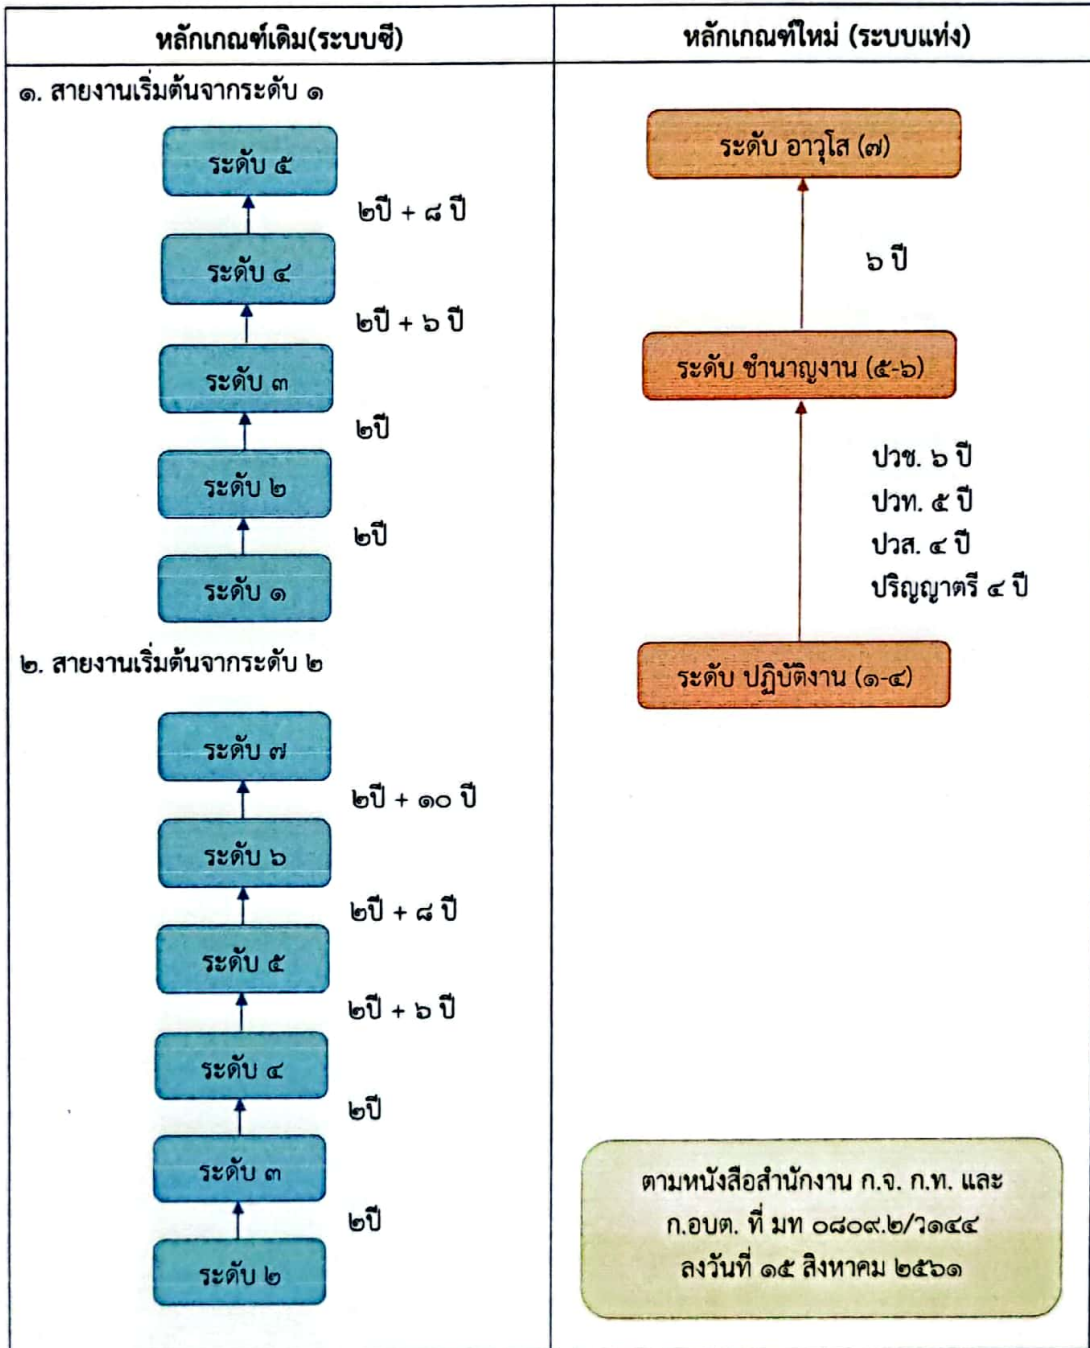 หลักเกณฑ์เดิม(ระบบซี)
๑. สายงานเริ่มต้นจากระดับ ๑
ระดับ ๕
๒ปี + ๘ ปี
ระดับ ๔
๒ปี + ๖ ปี
ระดับ ๓
๒ปี
ระดับ ๒
๒ปี
ระดับ ๑
๒. สายงานเริ่มต้นจากระดับ ๒
ระดับ ๗
๒ปี + ๑๐ ปี
ระดับ ๖
๒ปี + ๘ ปี
ระดับ ๕
๒ปี + ๖ ปี
ระดับ ๔
๒ปี
ระดับ ๓
๒ปี
ระดับ ๒
หลักเกณฑ์ใหม่ (ระบบแท่ง)
ระดับ อาวุโส (๗)
๖ ปี
ระดับ ชำนาญงาน (๕-๖)
ปวช. ๖ ปี
ปวท. ๕ ปี
ปวส. ๔ ปี
ปริญญาตรี ๔ ปี
ระดับ ปฏิบัติงาน (๑-๔)
ตามหนังสือสำนักงาน ก.จ. ก.ท. และ
ก.อบต. ที่ มท ๐๘๐๙.๒/ว๑๔๔
ลงวันที่ ๑๕ สิงหาคม ๒๕๖๑